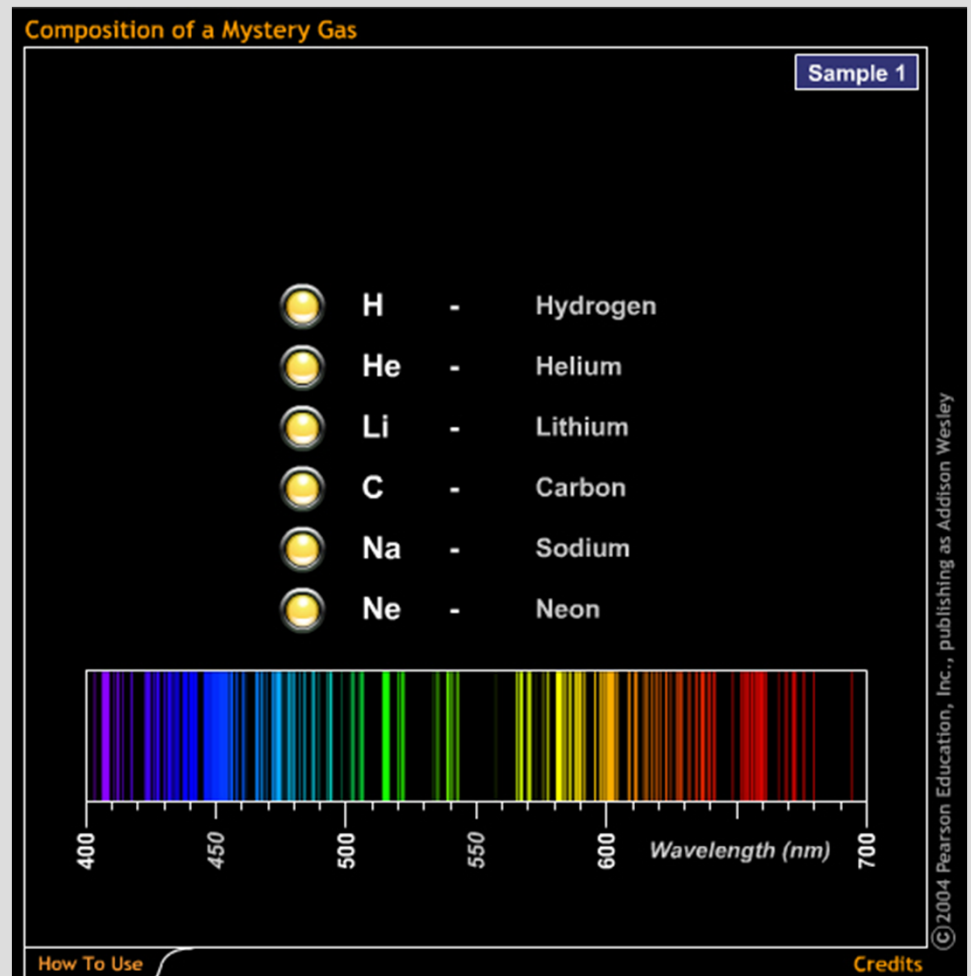 Composition of a Mystery Gas
Sample 1
H - Hydrogen
He - Helium
Li - Lithium
C - Carbon
Na - Sodium
Ne - Neon
400 450 500 550 600 700
Wavelength (nm)
How To Use
Credits
©2004 Pearson Education, Inc., publishing as Addison Wesley